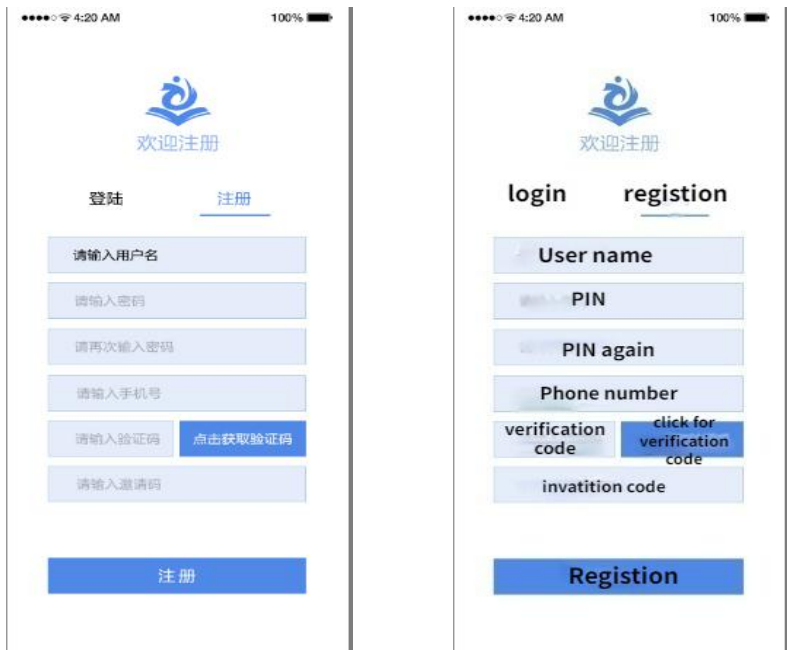 4:20 AM 100%
欢迎注册
登陆 注册
请输入用户名
请输入密码
请再次输入密码
请输入手机号
请输入验证码 点击获取验证码
请输入邀请码
注册
4:20 AM 100%
欢迎注册
login registion
User name
PIN
PIN again
Phone number
verification
code
click for
verification
code
invatition code
Registion